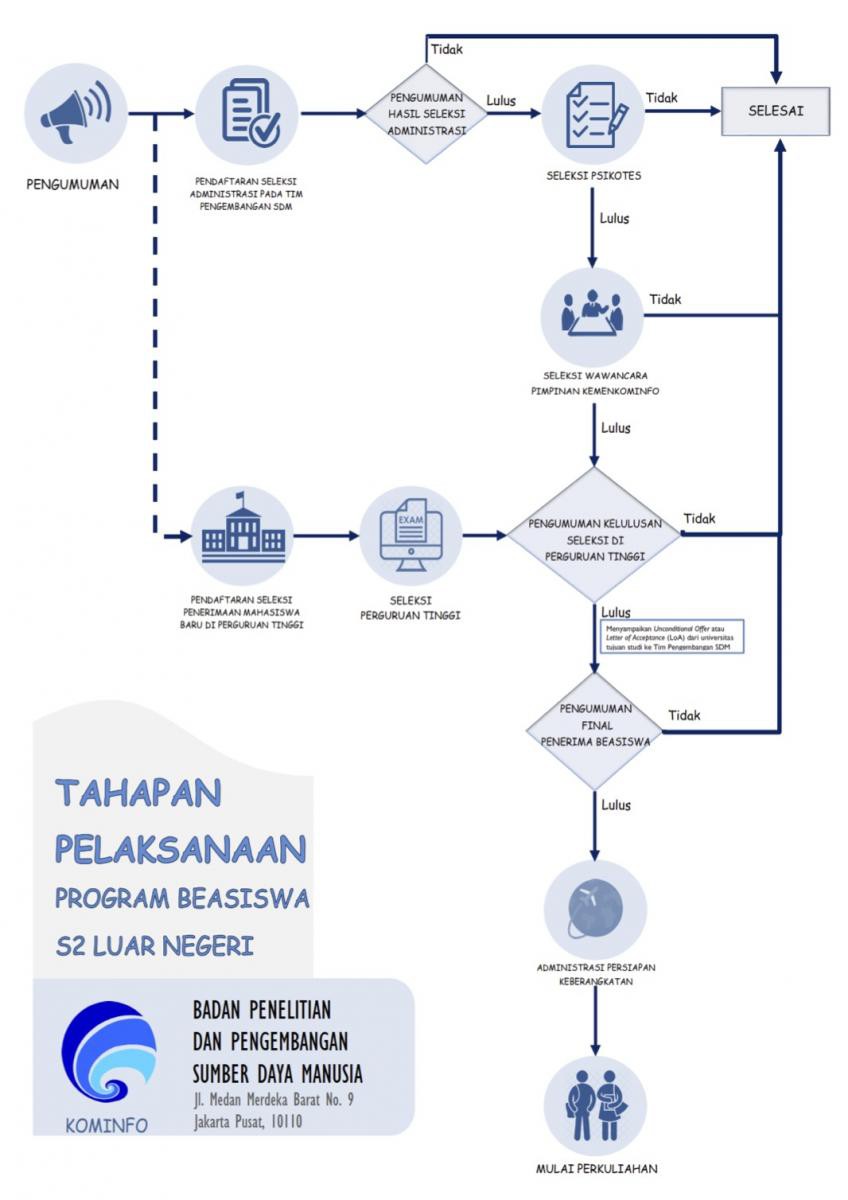 Tidak
PENGUMUMAN
PENDAFTARAN SELEKSI
ADMINISTRASI PADA TIM
PENGEMBANGAN SDM
PENGUMUMAN
HASIL SELEKSI
ADMINISTRASI
Lulus
SELEKSI PSIKOTES
Tidak
SELESAI
Lulus
Tidak
SELEKSI WAWANCARA
PIMPINAN KEMENKOMINFO
Lulus
PENDAFTARAN SELEKSI
PENERIMAAN MAHASISWA
BARU DI PERGURUAN TINGGI
EXAM
SELEKSI
PERGURUAN TINGGI
PENGUMUMAN KELULUSAN
SELEKSI DI
PERGURUAN TINGGI
Tidak
Lulus
Menyampaikan Unconditional Offer atau
Letter of Acceptance (LoA) dari universitas
tujuan studi ke Tim Pengembangan SDM
PENGUMUMAN
FINAL
PENERIMA BEASISWA
Tidak
Lulus
ADMINISTRASI PERSIAPAN
KEBERANGKATAN
MULAI PERKULIAHAN
TAHAPAN
PELAKSANAAN
PROGRAM BEASISWA
S2 LUAR NEGERI
KOMINFO
BADAN PENELITIAN
DAN PENGEMBANGAN
SUMBER DAYA MANUSIA
Jl. Medan Merdeka Barat No. 9
Jakarta Pusat, 10110